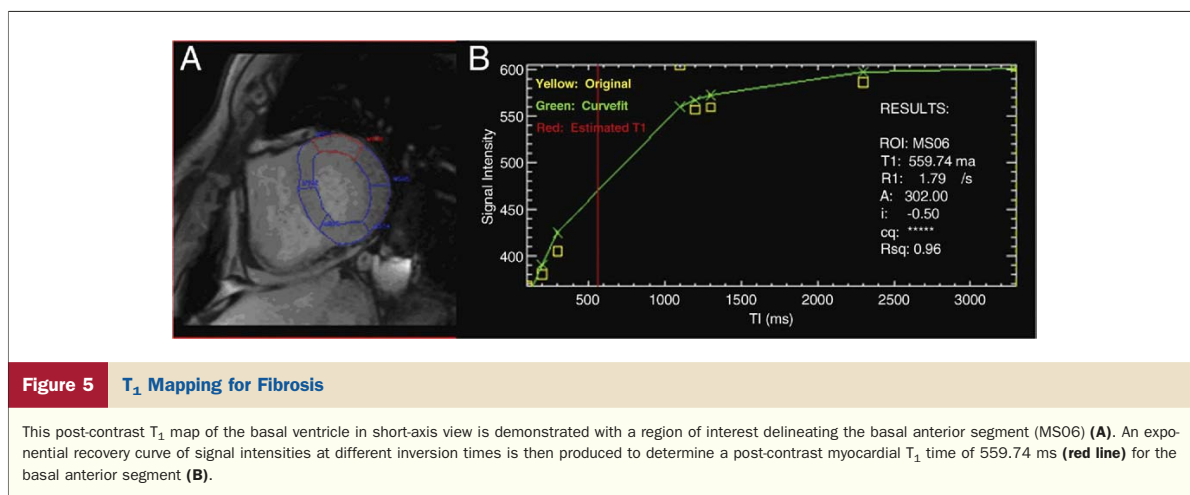 A
B
600
550
500
450
400
Signal Intensity
Yellow: Original
Green: Curvefit
Red: Estimated T1
RESULTS:
ROI: MS06
T1: 559.74 ma
R1: 1.79 /s
A: 302.00
i: -0.50
cq: *****
Rsq: 0.96
500 1000 1500 2000 2500 3000
TI (ms)
Figure 5 T1 Mapping for Fibrosis
This post-contrast T1 map of the basal ventricle in short-axis view is demonstrated with a region of interest delineating the basal anterior segment (MS06) (A). An expo-
nential recovery curve of signal intensities at different inversion times is then produced to determine a post-contrast myocardial T1 time of 559.74 ms (red line) for the
basal anterior segment (B).